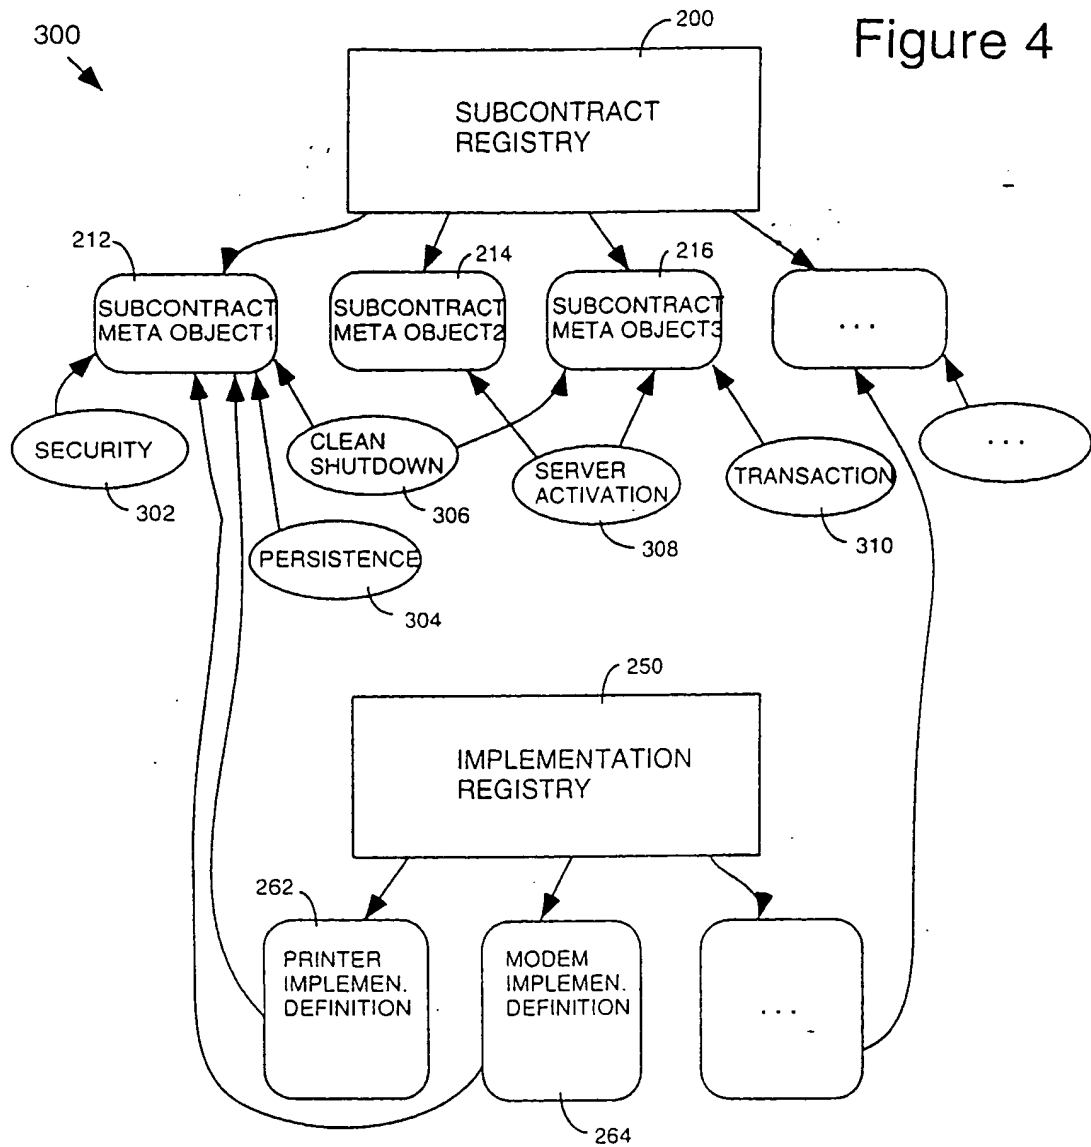 300
200
Figure 4
SUBCONTRACT
REGISTRY
212
214
216
SUBCONTRACT
META OBJECT1
SUBCONTRACT
META OBJECT2
SUBCONTRACT
META OBJECT3
...
SECURITY
302
CLEAN
SHUTDOWN
306
SERVER
ACTIVATION
308
TRANSACTION
310
...
PERSISTENCE
304
250
IMPLEMENTATION
REGISTRY
262
PRINTER
IMPLEMEN.
DEFINITION
MODEM
IMPLEMEN.
DEFINITION
264
...